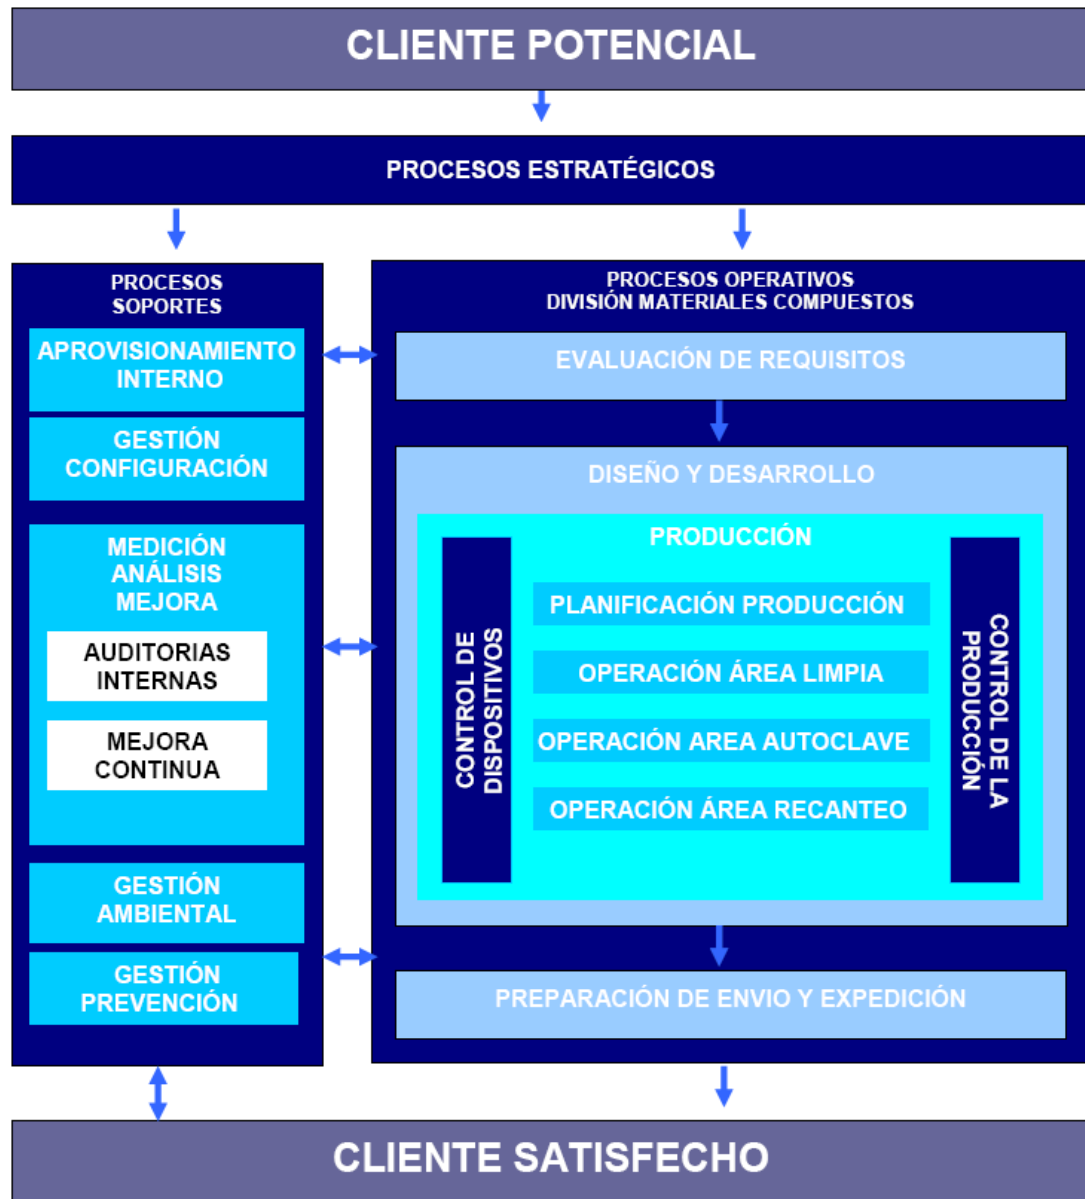 CLIENTE POTENCIAL
PROCESOS ESTRATÉGICOS
PROCESOS
SOPORTES
APROVISIONAMIENTO
INTERNO
GESTIÓN
CONFIGURACIÓN
MEDICIÓN
ANÁLISIS
MEJORA
AUDITORIAS
INTERNAS
MEJORA
CONTINUA
GESTIÓN
AMBIENTAL
GESTIÓN
PREVENCIÓN
PROCESOS OPERATIVOS
DIVISIÓN MATERIALES COMPUESTOS
EVALUACIÓN DE REQUISITOS
DISEÑO Y DESARROLLO
PRODUCCIÓN
CONTROL DE
DISPOSITIVOS
PLANIFICACIÓN PRODUCCIÓN
OPERACIÓN ÁREA LIMPIA
OPERACIÓN AREA AUTOCLAVE
OPERACIÓN ÁREA RECANTEO
CONTROL DE LA
PRODUCCIÓN
PREPARACIÓN DE ENVIO Y EXPEDICIÓN
CLIENTE SATISFECHO